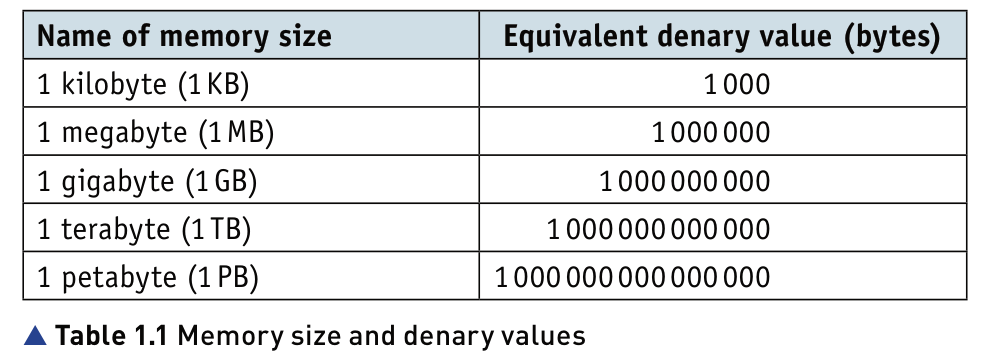 Name of memory size Equivalent denary value (bytes)
1 kilobyte (1 KB) 1 000
1 megabyte (1 MB) 1 000 000
1 gigabyte (1 GB) 1 000 000 000
1 terabyte (1 TB) 1 000 000 000 000
1 petabyte (1 PB) 1 000 000 000 000 000
▲ Table 1.1 Memory size and denary values